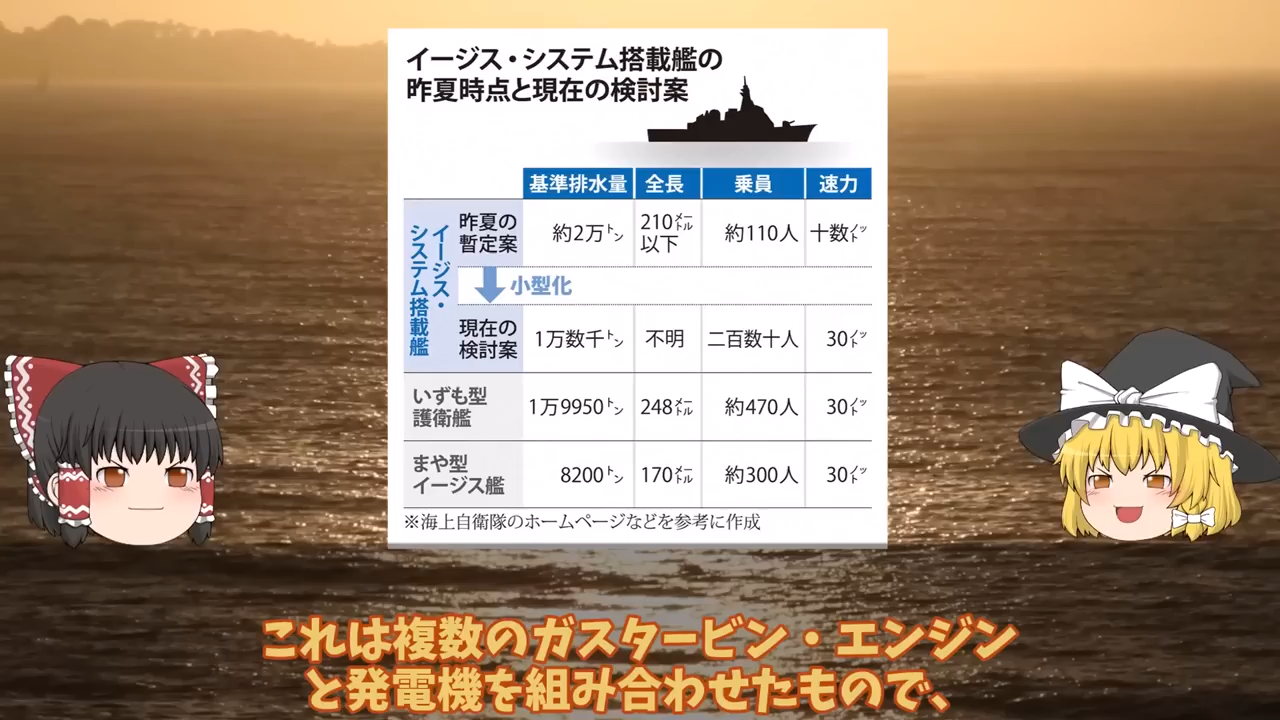 イージス・システム搭載艦の
昨夏時点と現在の検討案
基準排水量 全長 乗員 速力
イージス・
システム搭載艦
昨夏の
暫定案
約2万トン 210メートル以下 約110人 十数ノット
小型化
現在の
検討案
1万数千トン 不明 二百数十人 30ノット
いずも型
護衛艦
1万9950トン 248メートル 約470人 30ノット
まや型
イージス艦
8200トン 170メートル 約300人 30ノット
※海上自衛隊のホームページなどを参考に作成
これは複数のガスタービン・エンジン
と発電機を組み合わせたもので、